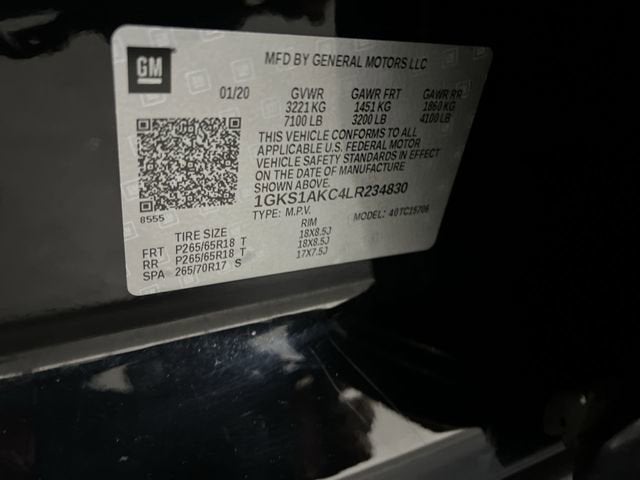 GM
MFD BY GENERAL MOTORS LLC
01/20 GVWR GAWR FRT GAWR RR
3221 KG 1451 KG 1860 KG
7100 LB 3200 LB 4100 LB
THIS VEHICLE CONFORMS TO ALL
APPLICABLE U.S. FEDERAL MOTOR
VEHICLE SAFETY STANDARDS IN EFFECT
ON THE DATE OF MANUFACTURE
SHOWN ABOVE
1GKS1AKC4LR234830
8555
TYPE: M.P.V. MODEL: 40TC15706
TIRE SIZE RIM
FRT P265/65R18 T 18X8.5J
RR P265/65R18 T 18X8.5J
SPA 265/70R17 S 17X7.5J